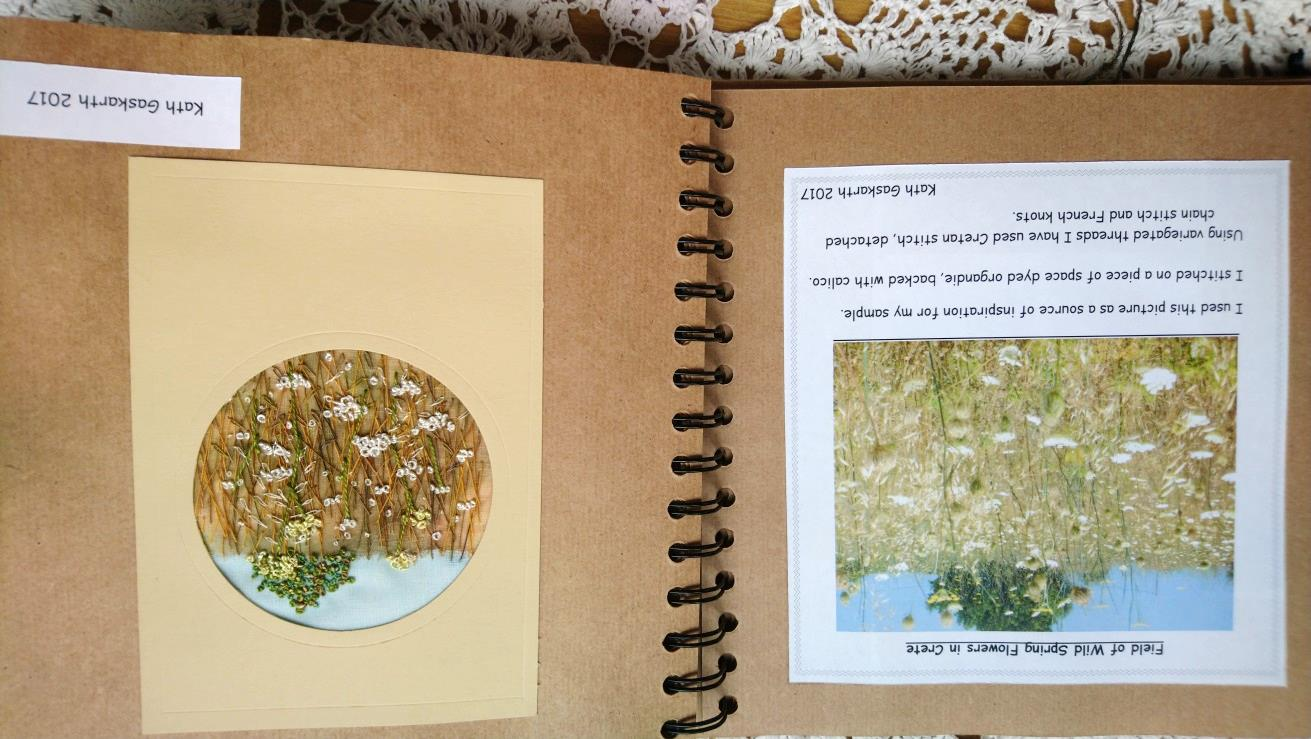 Field of Wild Spring Flowers in Crete
I used this picture as a source of inspiration for my sample.
I stitched on a piece of space dyed organdie, backed with calico.
Using variegated threads I have used Cretan stitch, detached
chain stitch and French knots.
Kath Gaskarth 2017
Kath Gaskarth 2017